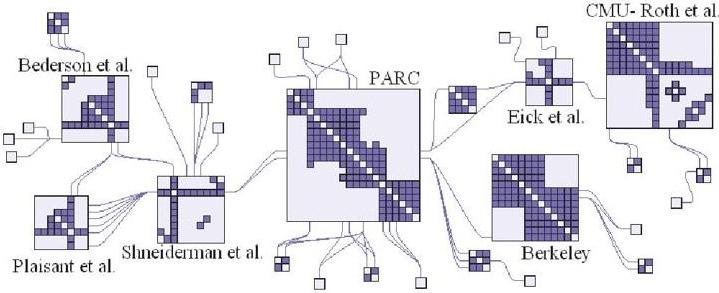 CMU- Roth et al.
Bederson et al.
PARC
Eick et al.
Shneiderman et al.
Berkeley
Plaisant et al.